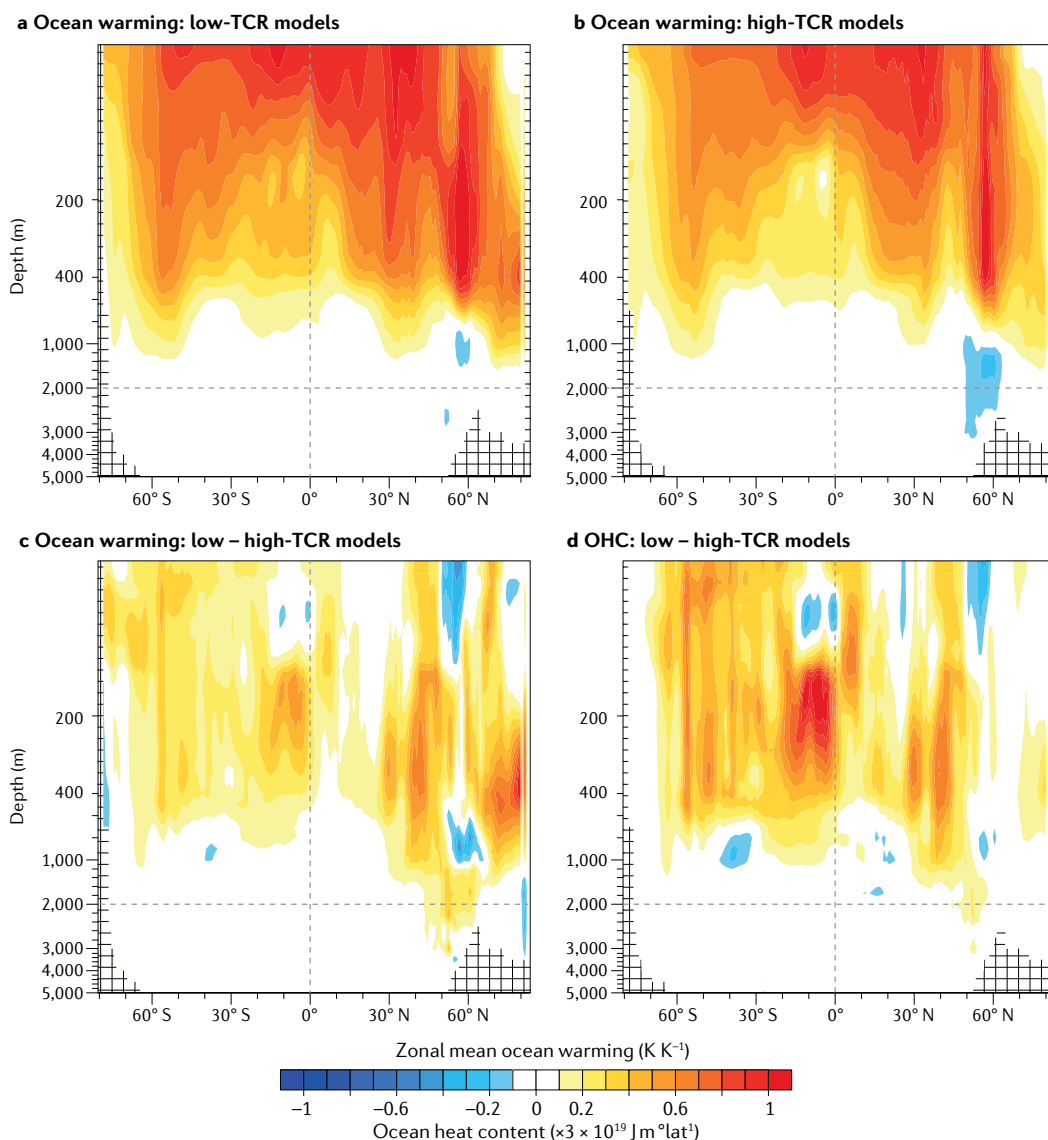 a Ocean warming: low-TCR models
b Ocean warming: high-TCR models
Depth (m)
200
400
1,000
2,000
3,000
4,000
5,000
60° S
30° S
0°
30° N
60° N
200
400
1,000
2,000
3,000
4,000
5,000
60° S
30° S
0°
30° N
60° N
c Ocean warming: low – high-TCR models
d OHC: low – high-TCR models
Depth (m)
200
400
1,000
2,000
3,000
4,000
5,000
60° S
30° S
0°
30° N
60° N
200
400
1,000
2,000
3,000
4,000
5,000
60° S
30° S
0°
30° N
60° N
Zonal mean ocean warming (K K⁻¹)
–1 –0.6 –0.2 0 0.2 0.6 1
Ocean heat content (×3 × 10¹⁹ J m °lat¹)